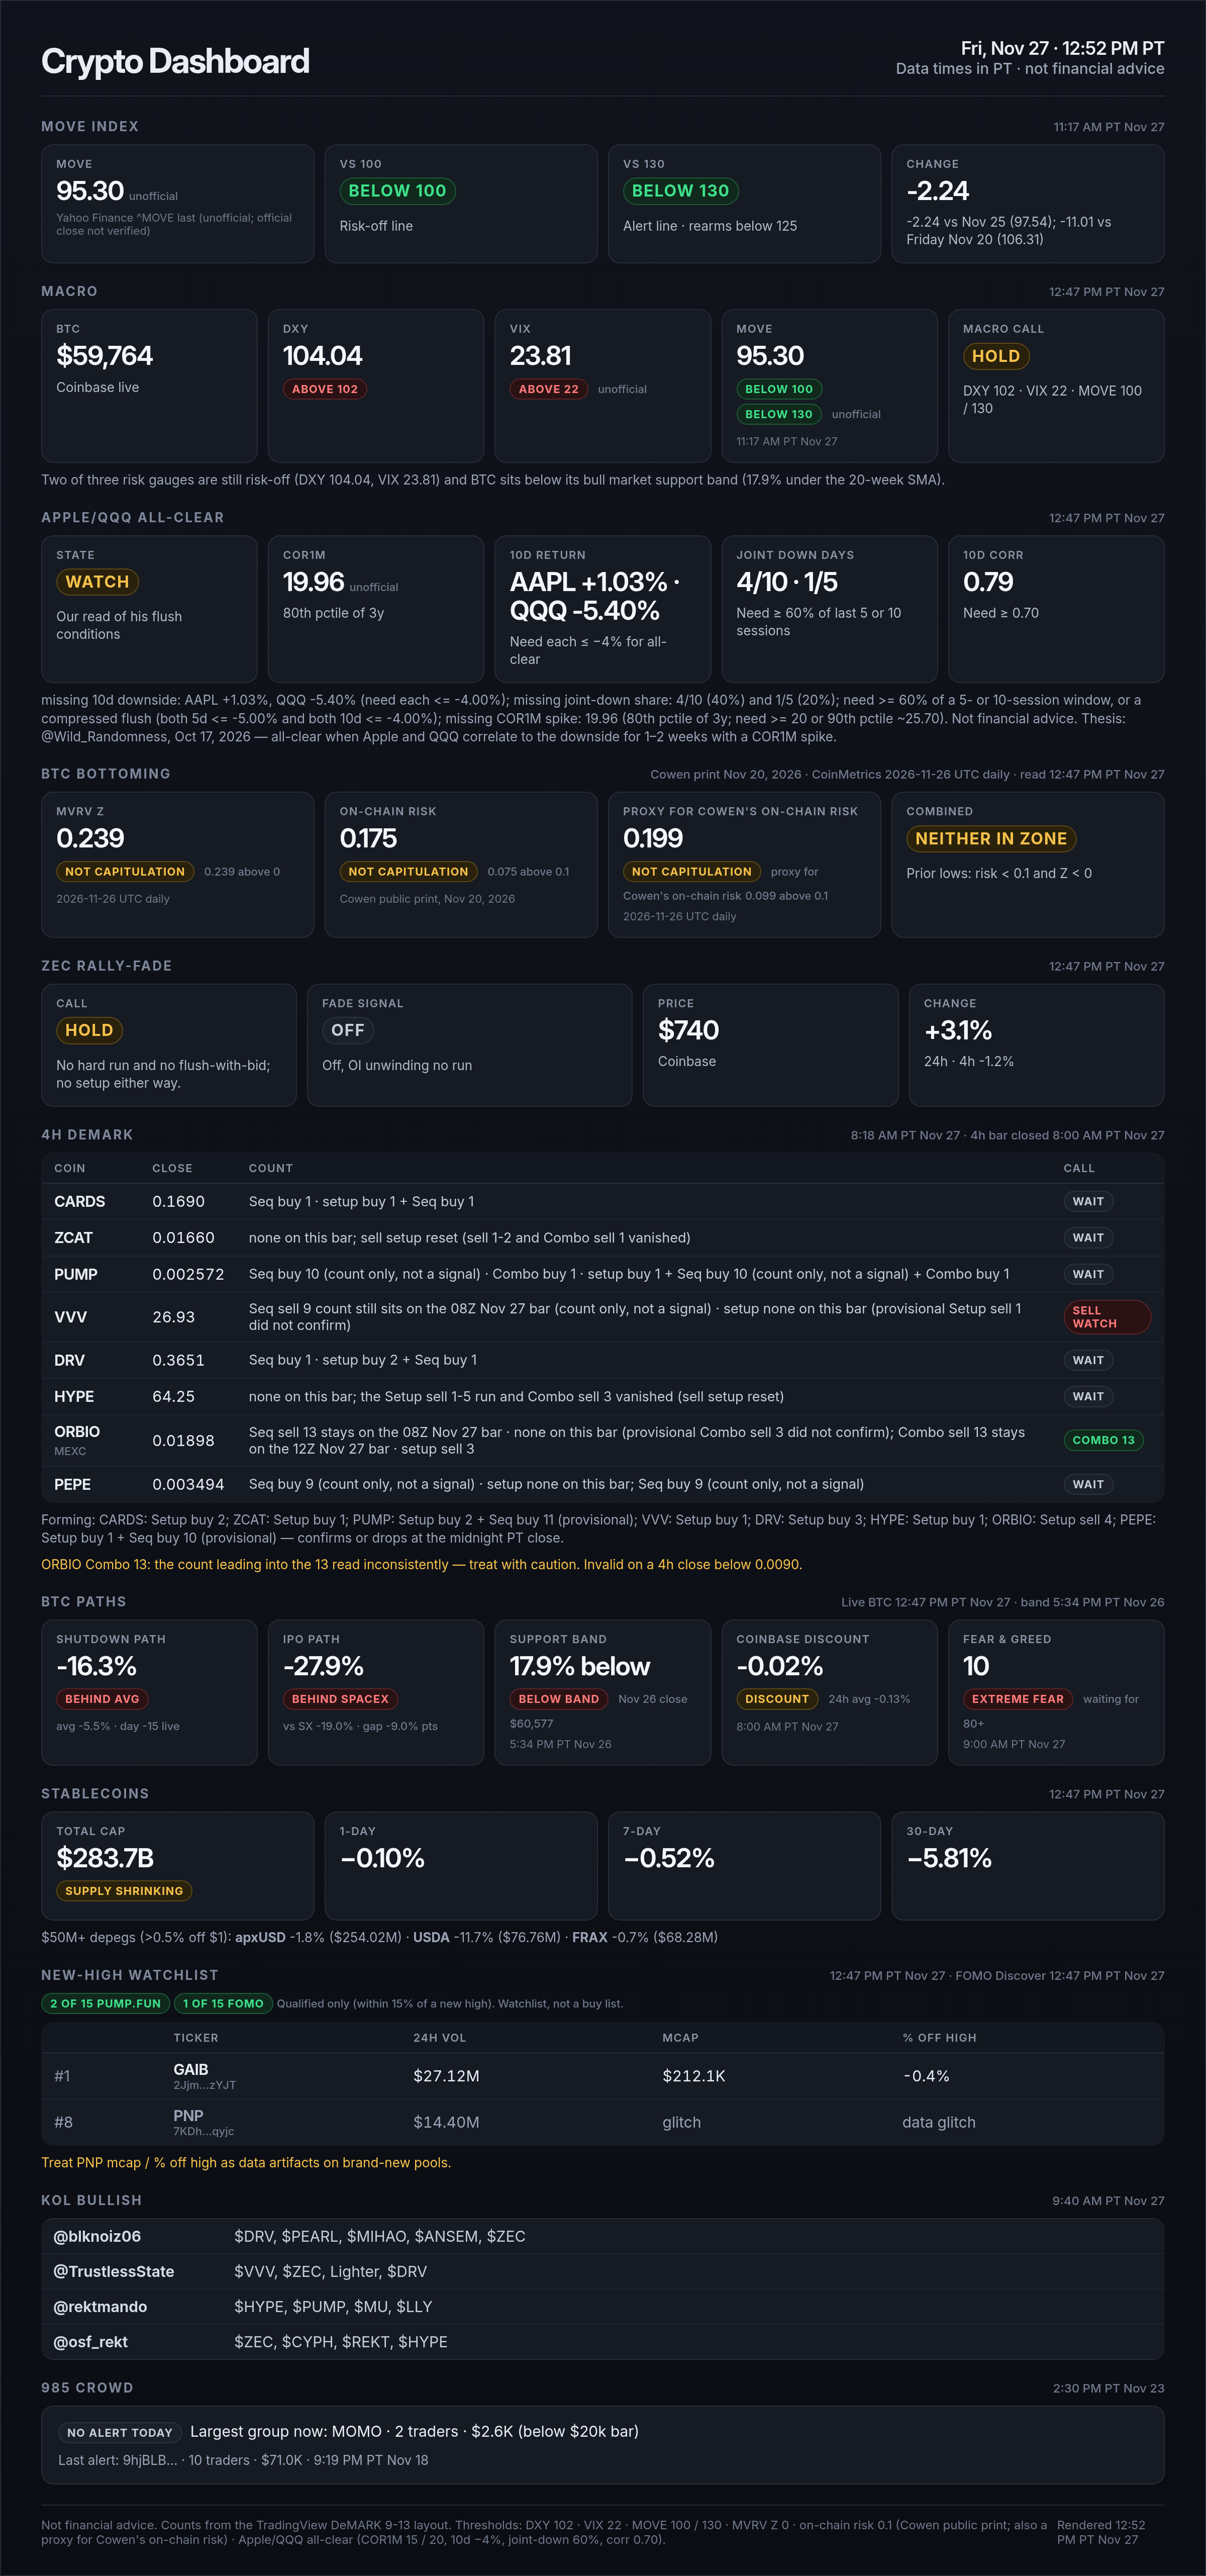 Crypto Dashboard
Fri, Nov 27 · 12:52 PM PT
Data times in PT · not financial advice
MOVE INDEX
11:17 AM PT Nov 27
MOVE
95.30 unofficial
Yahoo Finance ^MOVE last (unofficial; official
close not verified)
VS 100
BELOW 100
Risk-off line
VS 130
BELOW 130
Alert line · rearms below 125
CHANGE
-2.24
-2.24 vs Nov 25 (97.54); -11.01 vs
Friday Nov 20 (106.31)
MACRO
12:47 PM PT Nov 27
BTC
$59,764
Coinbase live
DXY
104.04
ABOVE 102
VIX
23.81
ABOVE 22 unofficial
MOVE
95.30
BELOW 100
BELOW 130 unofficial
11:17 AM PT Nov 27
MACRO CALL
HOLD
DXY 102 · VIX 22 · MOVE 100
/ 130
Two of three risk gauges are still risk-off (DXY 104.04, VIX 23.81) and BTC sits below its bull market support band (17.9% under the 20-week SMA).
APPLE/QQQ ALL-CLEAR
12:47 PM PT Nov 27
STATE
WATCH
Our read of his flush
conditions
COR1M
19.96 unofficial
80th pctile of 3y
10D RETURN
AAPL +1.03% ·
QQQ -5.40%
Need each ≤ −4% for all-
clear
JOINT DOWN DAYS
4/10 · 1/5
Need ≥ 60% of last 5 or 10
sessions
10D CORR
0.79
Need ≥ 0.70
missing 10d downside: AAPL +1.03%, QQQ -5.40% (need each <= -4.00%); missing joint-down share: 4/10 (40%) and 1/5 (20%); need >= 60% of a 5- or 10-session window, or a
compressed flush (both 5d <= -5.00% and both 10d <= -4.00%); missing COR1M spike: 19.96 (80th pctile of 3y; need >= 20 or 90th pctile ~25.70). Not financial advice. Thesis:
@Wild_Randomness, Oct 17, 2026 — all-clear when Apple and QQQ correlate to the downside for 1–2 weeks with a COR1M spike.
BTC BOTTOMING
Cowen print Nov 20, 2026 · CoinMetrics 2026-11-26 UTC daily · read 12:47 PM PT Nov 27
MVRV Z
0.239
NOT CAPITULATION 0.239 above 0
2026-11-26 UTC daily
ON-CHAIN RISK
0.175
NOT CAPITULATION 0.075 above 0.1
Cowen public print, Nov 20, 2026
PROXY FOR COWEN'S ON-CHAIN RISK
0.199
NOT CAPITULATION proxy for
Cowen's on-chain risk 0.099 above 0.1
2026-11-26 UTC daily
COMBINED
NEITHER IN ZONE
Prior lows: risk < 0.1 and Z < 0
ZEC RALLY-FADE
12:47 PM PT Nov 27
CALL
HOLD
No hard run and no flush-with-bid;
no setup either way.
FADE SIGNAL
OFF
Off, OI unwinding no run
PRICE
$740
Coinbase
CHANGE
+3.1%
24h · 4h -1.2%
4H DEMARK
8:18 AM PT Nov 27 · 4h bar closed 8:00 AM PT Nov 27
COIN CLOSE COUNT CALL
CARDS 0.1690 Seq buy 1 · setup buy 1 + Seq buy 1 WAIT
ZCAT 0.01660 none on this bar; sell setup reset (sell 1-2 and Combo sell 1 vanished) WAIT
PUMP 0.002572 Seq buy 10 (count only, not a signal) · Combo buy 1 · setup buy 1 + Seq buy 10 (count only, not a signal) + Combo buy 1 WAIT
VVV 26.93 Seq sell 9 count still sits on the 08Z Nov 27 bar (count only, not a signal) · setup none on this bar (provisional Setup sell 1
did not confirm)
SELL
WATCH
DRV 0.3651 Seq buy 1 · setup buy 2 + Seq buy 1 WAIT
HYPE 64.25 none on this bar; the Setup sell 1-5 run and Combo sell 3 vanished (sell setup reset) WAIT
ORBIO
MEXC
0.01898 Seq sell 13 stays on the 08Z Nov 27 bar · none on this bar (provisional Combo sell 3 did not confirm); Combo sell 13 stays
on the 12Z Nov 27 bar · setup sell 3
COMBO 13
PEPE 0.003494 Seq buy 9 (count only, not a signal) · setup none on this bar; Seq buy 9 (count only, not a signal) WAIT
Forming: CARDS: Setup buy 2; ZCAT: Setup buy 1; PUMP: Setup buy 2 + Seq buy 11 (provisional); VVV: Setup buy 1; DRV: Setup buy 3; HYPE: Setup buy 1; ORBIO: Setup sell 4; PEPE:
Setup buy 1 + Seq buy 10 (provisional) — confirms or drops at the midnight PT close.
ORBIO Combo 13: the count leading into the 13 read inconsistently — treat with caution. Invalid on a 4h close below 0.0090.
BTC PATHS
Live BTC 12:47 PM PT Nov 27 · band 5:34 PM PT Nov 26
SHUTDOWN PATH
-16.3%
BEHIND AVG
avg -5.5% · day -15 live
IPO PATH
-27.9%
BEHIND SPACEX
vs SX -19.0% · gap -9.0% pts
SUPPORT BAND
17.9% below
BELOW BAND Nov 26 close
$60,577
5:34 PM PT Nov 26
COINBASE DISCOUNT
-0.02%
DISCOUNT 24h avg -0.13%
8:00 AM PT Nov 27
FEAR & GREED
10
EXTREME FEAR waiting for
80+
9:00 AM PT Nov 27
STABLECOINS
12:47 PM PT Nov 27
TOTAL CAP
$283.7B
SUPPLY SHRINKING
1-DAY
−0.10%
7-DAY
−0.52%
30-DAY
−5.81%
$50M+ depegs (>0.5% off $1): apxUSD -1.8% ($254.02M) · USDA -11.7% ($76.76M) · FRAX -0.7% ($68.28M)
NEW-HIGH WATCHLIST
12:47 PM PT Nov 27 · FOMO Discover 12:47 PM PT Nov 27
2 OF 15 PUMP.FUN 1 OF 15 FOMO Qualified only (within 15% of a new high). Watchlist, not a buy list.
TICKER 24H VOL MCAP % OFF HIGH
#1 GAIB $27.12M $212.1K -0.4%
2Jjm…zYJT
#8 PNP $14.40M glitch data glitch
7KDh…qyjc
Treat PNP mcap / % off high as data artifacts on brand-new pools.
KOL BULLISH
9:40 AM PT Nov 27
@blknoiz06 $DRV, $PEARL, $MIHAO, $ANSEM, $ZEC
@TrustlessState $VVV, $ZEC, Lighter, $DRV
@rektmando $HYPE, $PUMP, $MU, $LLY
@osf_rekt $ZEC, $CYPH, $REKT, $HYPE
985 CROWD
2:30 PM PT Nov 23
NO ALERT TODAY Largest group now: MOMO · 2 traders · $2.6K (below $20k bar)
Last alert: 9hjBLB… · 10 traders · $71.0K · 9:19 PM PT Nov 18
Not financial advice. Counts from the TradingView DeMARK 9-13 layout. Thresholds: DXY 102 · VIX 22 · MOVE 100 / 130 · MVRV Z 0 · on-chain risk 0.1 (Cowen public print; also a
proxy for Cowen's on-chain risk) · Apple/QQQ all-clear (COR1M 15 / 20, 10d −4%, joint-down 60%, corr 0.70).
Rendered 12:52
PM PT Nov 27